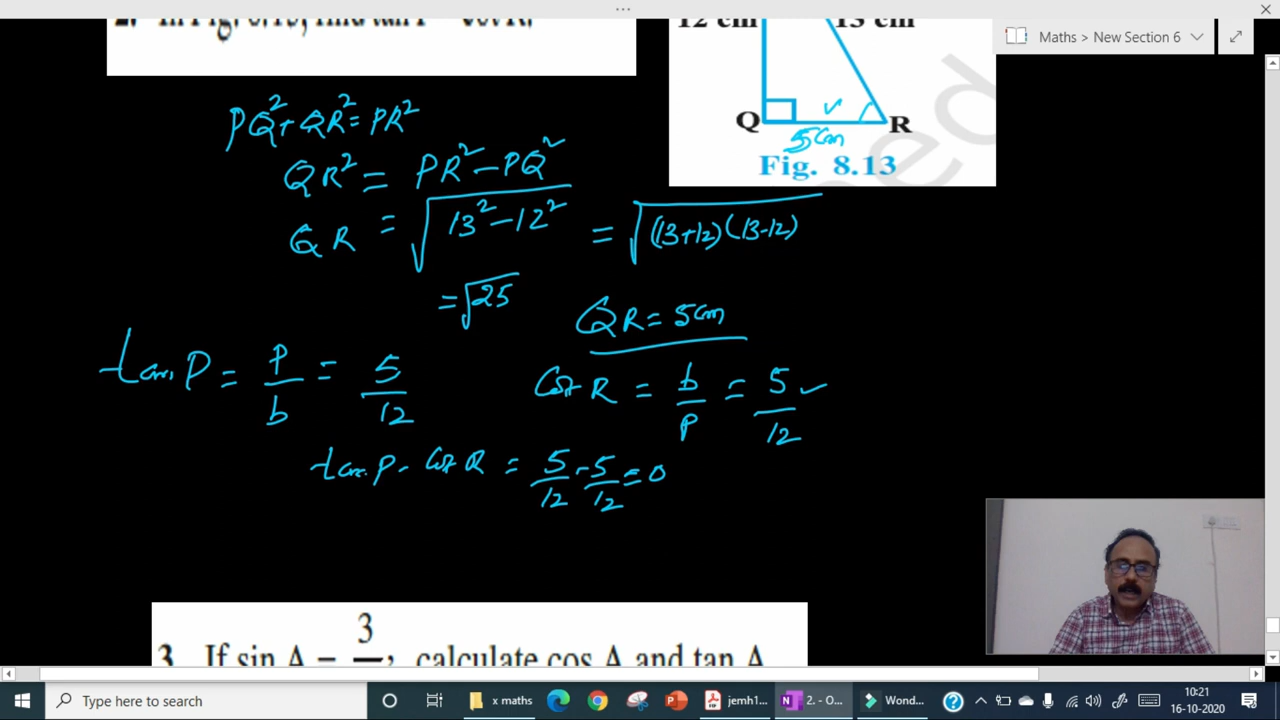 12 cm
13 cm
Maths > New Section 6
PQ²+QR²=PR²
QR² = PR²-PQ²
Q
5cm
R
Fig. 8.13
QR = √13²-12² = √(13+12)(13-12)
= √25
QR = 5cm
tan P = p/b = 5/12
Cot R = b/p = 5/12 ✓
tan P - Cot R = 5/12 - 5/12 = 0
3. If sin A = 3
calculate cos A and tan A
Type here to search
x maths
jemh1...
2. - O...
Wond...
10:21
16-10-2020